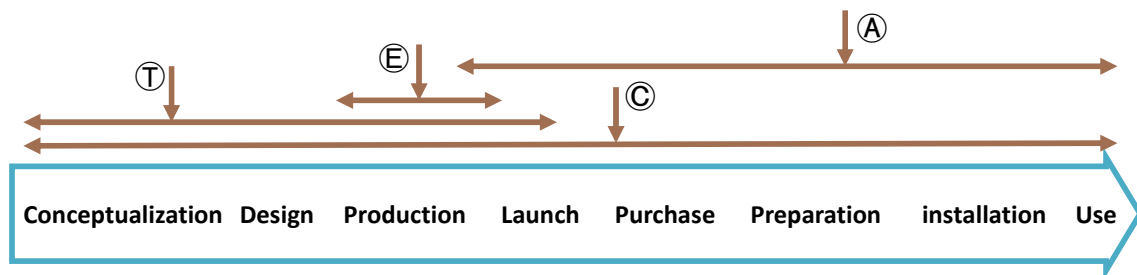 Ⓐ
Ⓔ
Ⓣ
Ⓒ
Conceptualization Design Production Launch Purchase Preparation installation Use